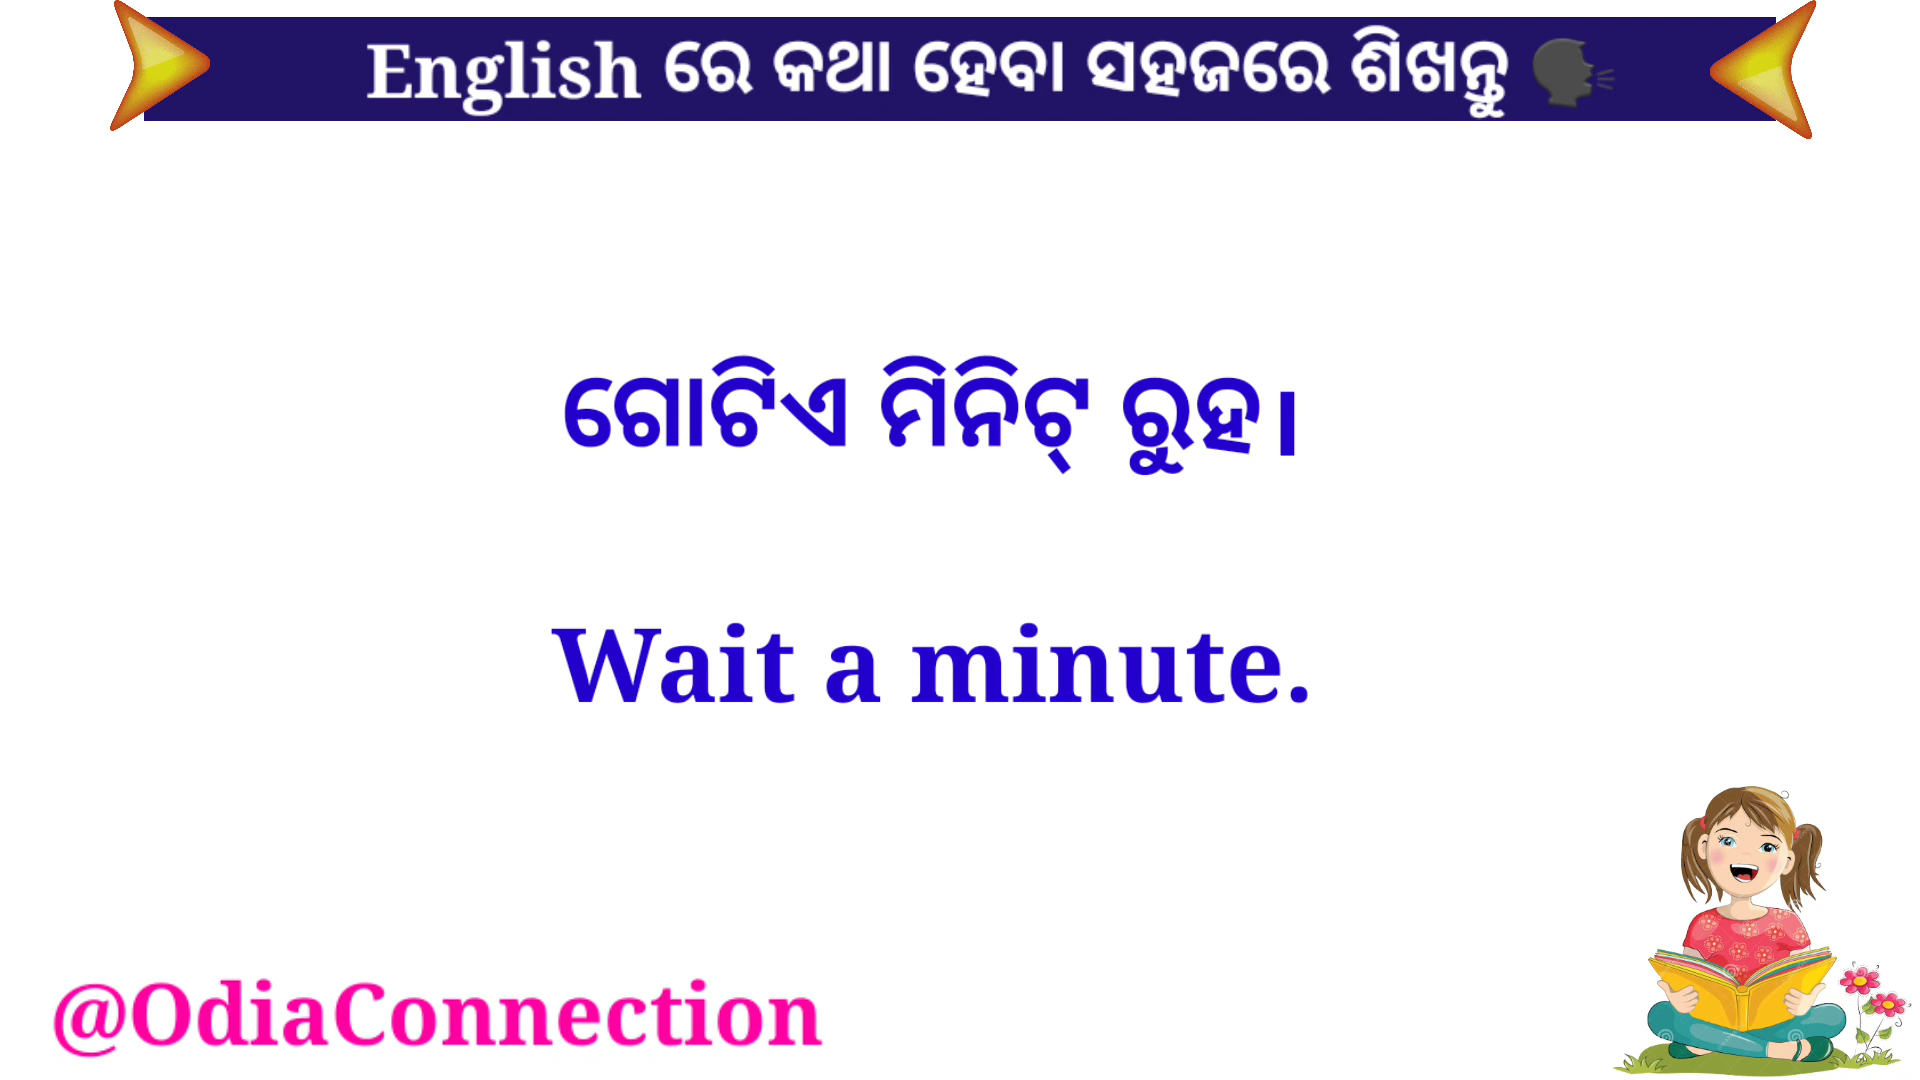 English ରେ କଥା ହେବା ସହଜରେ ଶିଖନ୍ତୁ 🗣
ଗୋଟିଏ ମିନିଟ୍ ରୁହ।
Wait a minute.
@OdiaConnection